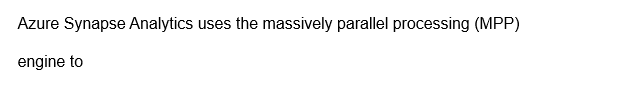 Azure Synapse Analytics uses the massively parallel processing (MPP)
engine to